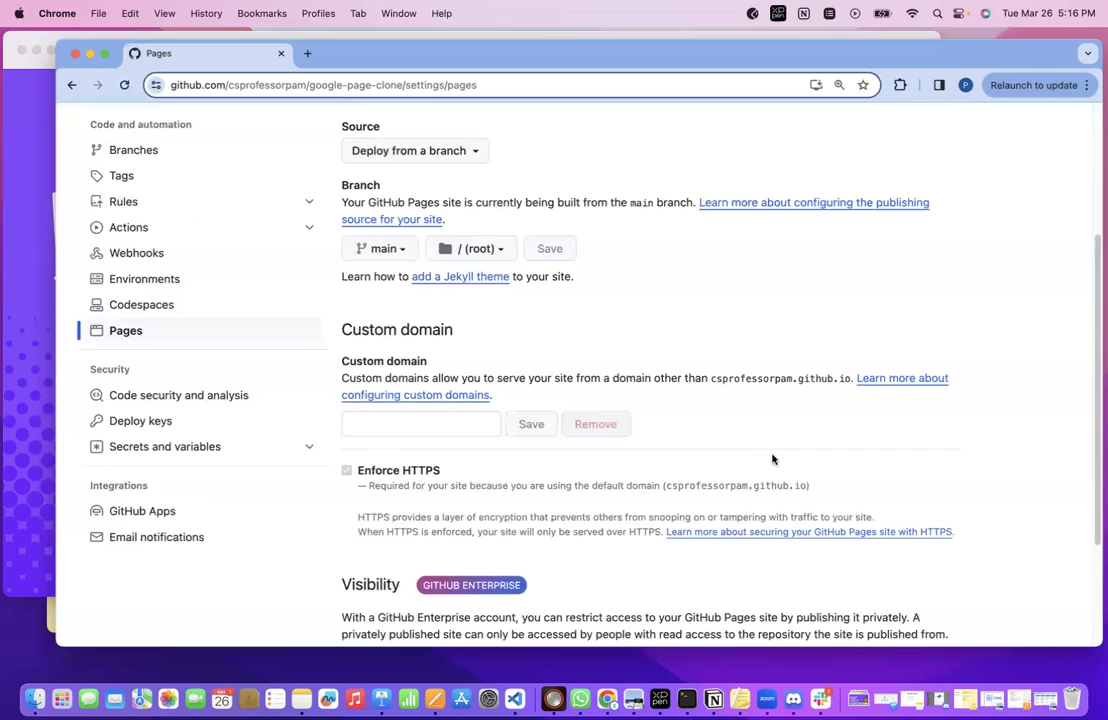 Chrome File Edit View History Bookmarks Profiles Tab Window Help Tue Mar 26 5:16 PM
Pages
github.com/csprofessorpam/google-page-clone/settings/pages P Relaunch to update
Code and automation
Branches
Tags
Rules
Actions
Webhooks
Environments
Codespaces
Pages
Security
Code security and analysis
Deploy keys
Secrets and variables
Integrations
GitHub Apps
Email notifications
Source
Deploy from a branch
Branch
Your GitHub Pages site is currently being built from the main branch. Learn more about configuring the publishing
source for your site.
main / (root) Save
Learn how to add a Jekyll theme to your site.
Custom domain
Custom domain
Custom domains allow you to serve your site from a domain other than csprofessorpam.github.io. Learn more about
configuring custom domains.
Save Remove
Enforce HTTPS
— Required for your site because you are using the default domain (csprofessorpam.github.io)
HTTPS provides a layer of encryption that prevents others from snooping on or tampering with traffic to your site.
When HTTPS is enforced, your site will only be served over HTTPS. Learn more about securing your GitHub Pages site with HTTPS.
Visibility GITHUB ENTERPRISE
With a GitHub Enterprise account, you can restrict access to your GitHub Pages site by publishing it privately. A
privately published site can only be accessed by people with read access to the repository the site is published from.